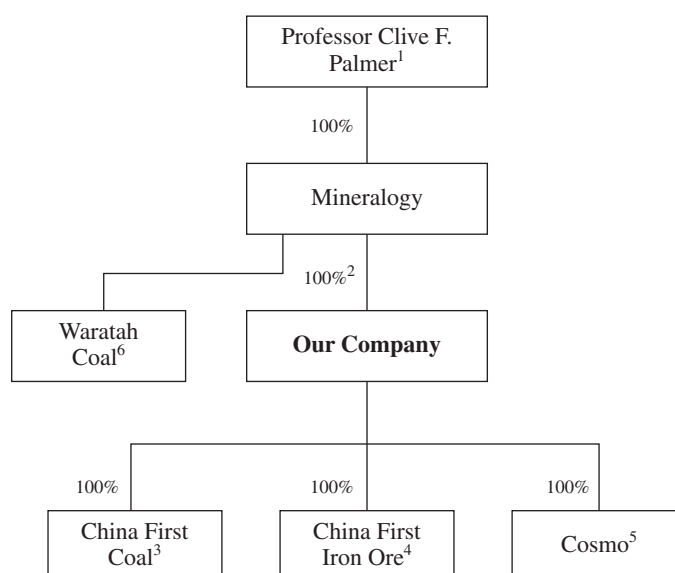 Professor Clive F.
Palmer¹
100%
Mineralogy
100%²
Waratah
Coal⁶
Our Company
100%
100%
100%
China First
Coal³
China First
Iron Ore⁴
Cosmo⁵